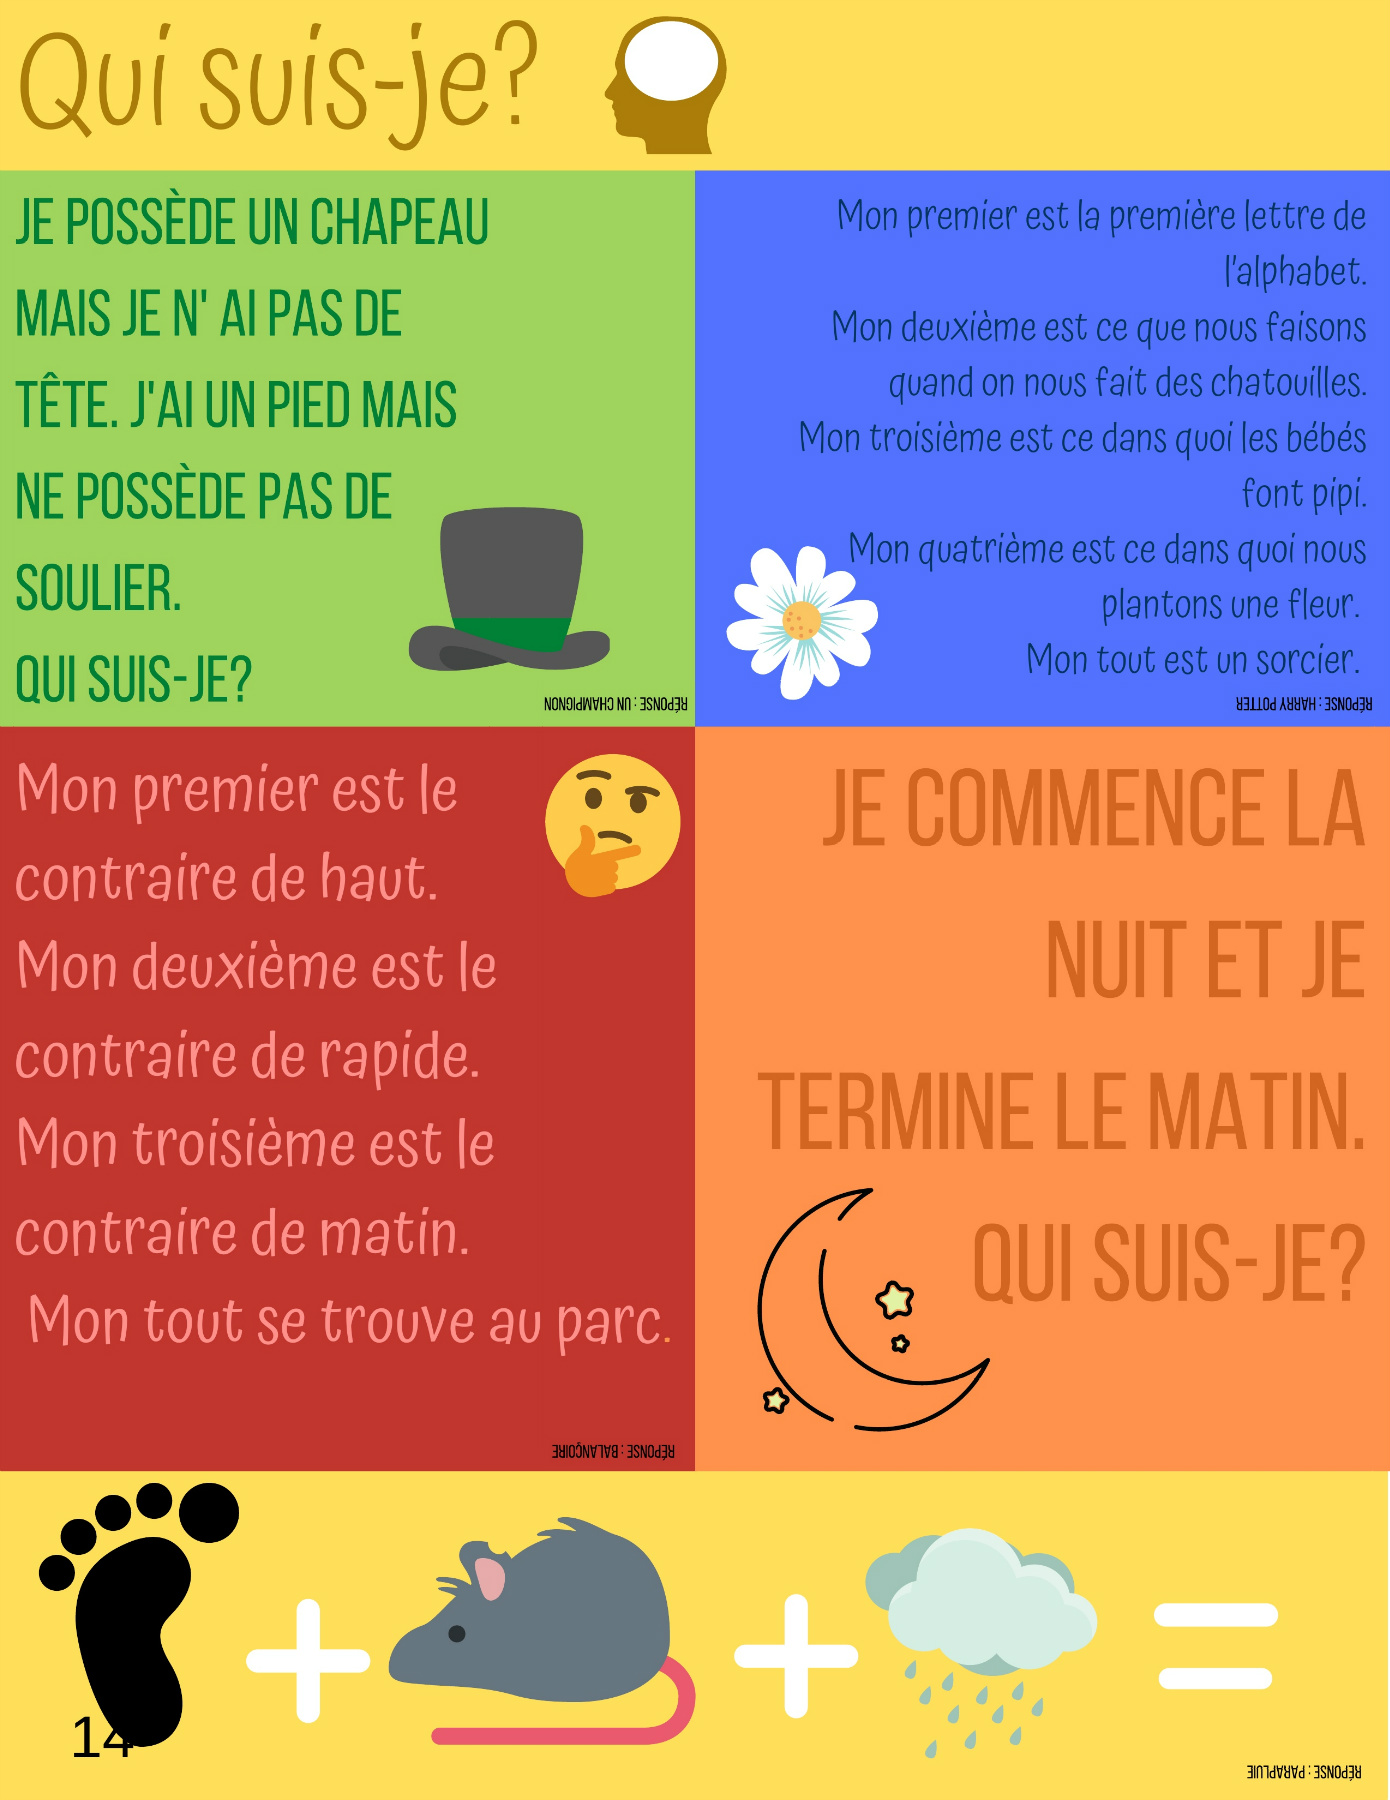 Qui suis-je?
JE POSSÈDE UN CHAPEAU
MAIS JE N' AI PAS DE
TÊTE. J'AI UN PIED MAIS
NE POSSÈDE PAS DE
SOULIER.
QUI SUIS-JE?
RÉPONSE : UN CHAMPIGNON
Mon premier est la première lettre de
l'alphabet.
Mon deuxième est ce que nous faisons
quand on nous fait des chatouilles.
Mon troisième est ce dans quoi les bébés
font pipi.
Mon quatrième est ce dans quoi nous
plantons une fleur.
Mon tout est un sorcier.
RÉPONSE : HARRY POTTER
Mon premier est le
contraire de haut.
Mon deuxième est le
contraire de rapide.
Mon troisième est le
contraire de matin.
Mon tout se trouve au parc.
RÉPONSE : BALANÇOIRE
JE COMMENCE LA
NUIT ET JE
TERMINE LE MATIN.
QUI SUIS-JE?
+ + =
14
RÉPONSE : PARAPLUIE